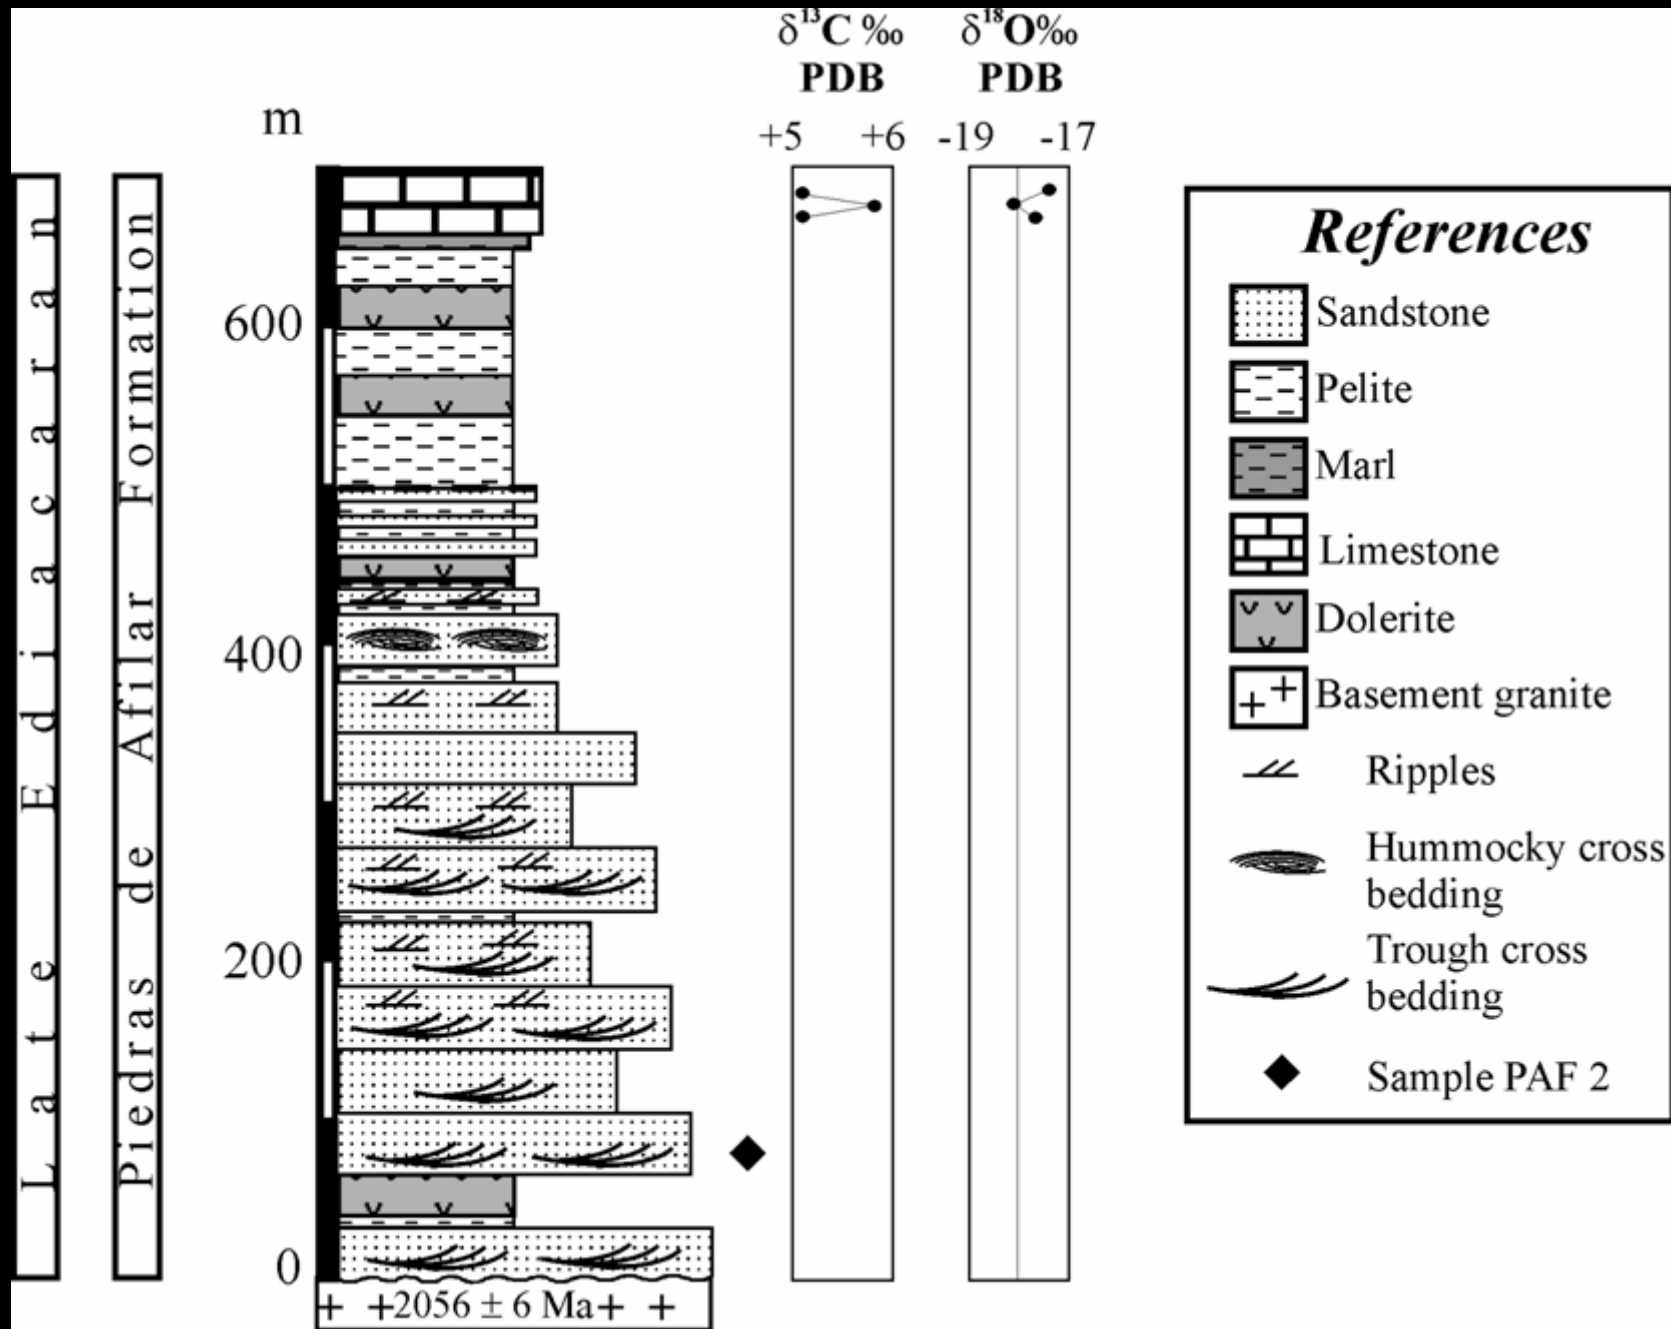 δ¹³C ‰ δ¹⁸O‰
PDB PDB
m
+5 +6 -19 -17
Late Ediacaran
Piedras de Afilar Formation
600
400
200
0
2056 ± 6 Ma
References
Sandstone
Pelite
Marl
Limestone
Dolerite
Basement granite
Ripples
Hummocky cross
bedding
Trough cross
bedding
Sample PAF 2